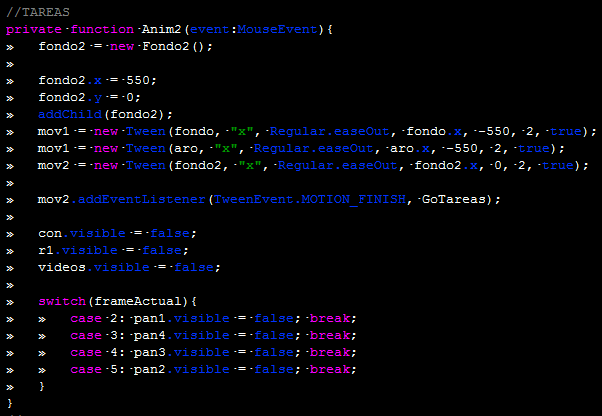 //TAREAS
private function Anim2(event:MouseEvent){
» fondo2 = new Fondo2();
»
» fondo2.x = 550;
» fondo2.y = 0;
» addChild(fondo2);
» mov1 = new Tween(fondo, "x", Regular.easeOut, fondo.x, -550, 2, true);
» mov1 = new Tween(aro, "x", Regular.easeOut, aro.x, -550, 2, true);
» mov2 = new Tween(fondo2, "x", Regular.easeOut, fondo2.x, 0, 2, true);
»
» mov2.addEventListener(TweenEvent.MOTION_FINISH, GoTareas);
»
» con.visible = false;
» r1.visible = false;
» videos.visible = false;
»
» switch(frameActual){
» » case 2: pan1.visible = false; break;
» » case 3: pan4.visible = false; break;
» » case 4: pan3.visible = false; break;
» » case 5: pan2.visible = false; break;
» }
}